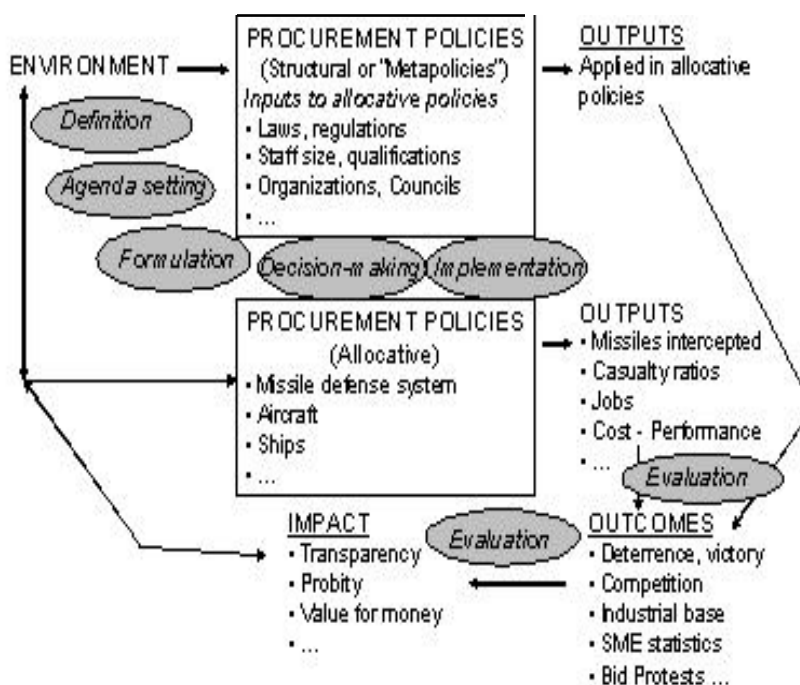 ENVIRONMENT
PROCUREMENT POLICIES
(Structural or "Metapolicies")
Inputs to allocative policies
• Laws, regulations
• Staff size, qualifications
• Organizations, Councils
• ...
OUTPUTS
Applied in allocative
policies
Definition
Agenda setting
Formulation
Decision-making
Implementation
PROCUREMENT POLICIES
(Allocative)
• Missile defense system
• Aircraft
• Ships
• ...
OUTPUTS
• Missiles intercepted
• Casualty ratios
• Jobs
• Cost - Performance
• ...
Evaluation
IMPACT
• Transparency
• Probity
• Value for money
• ...
Evaluation
OUTCOMES
• Deterrence, victory
• Competition
• Industrial base
• SME statistics
• Bid Protests ...